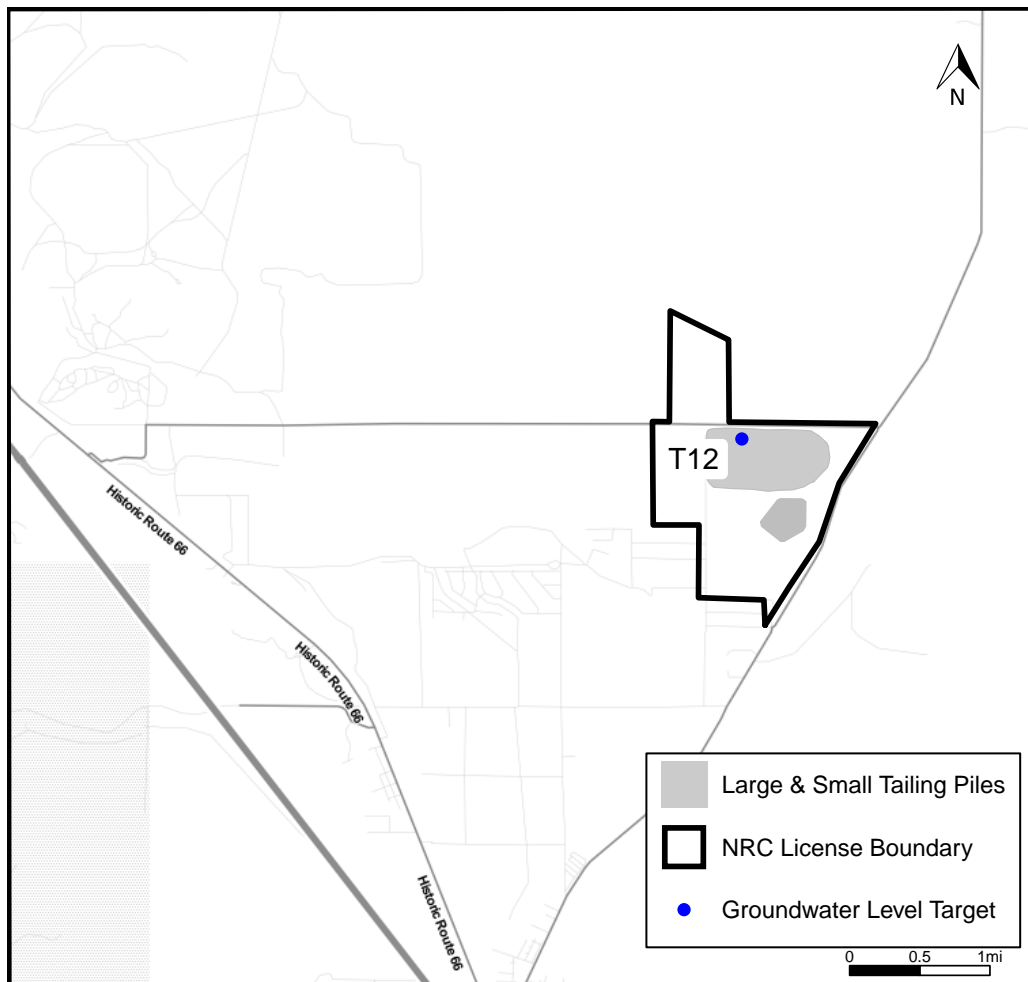 N
T12
Historic Route 66
Historic Route 66
Historic Route 66
Large & Small Tailing Piles
NRC License Boundary
Groundwater Level Target
0 0.5 1mi